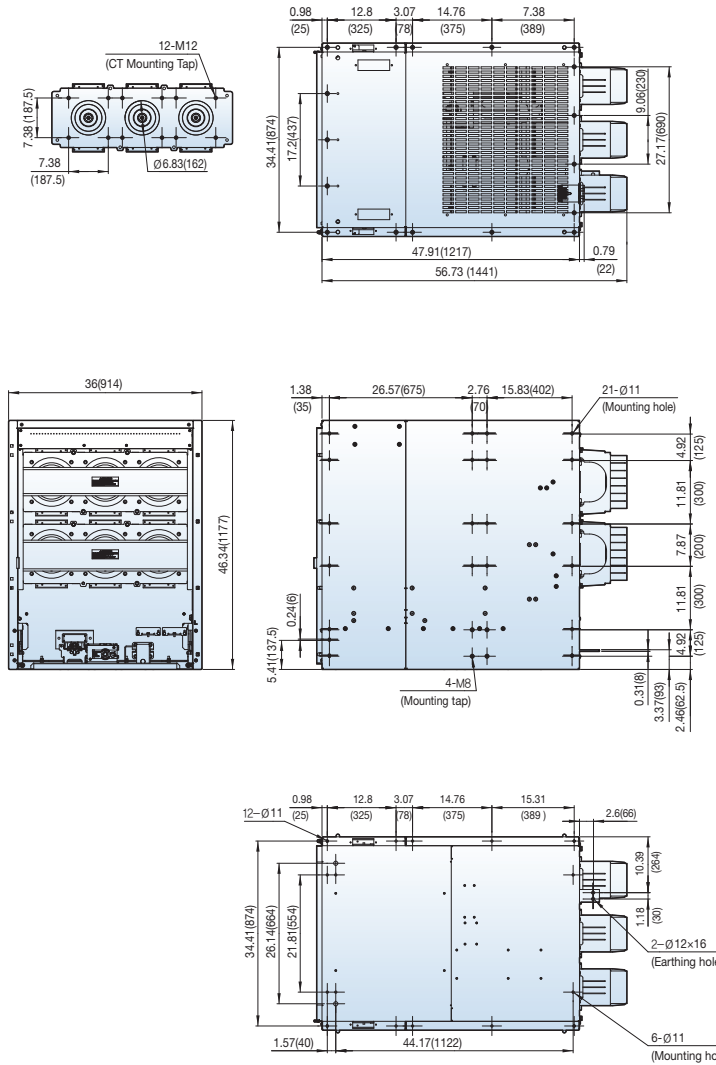 12-M12
(CT Mounting Tap)
7.38 (187.5)
7.38
(187.5)
Ø6.83(162)
0.98 12.8 3.07 14.76 7.38
(25) (325) (78) (375) (389)
34.41(874)
17.2(437)
9.06(230)
27.17(690)
47.91(1217)
0.79
(22)
56.73 (1441)
36(914)
46.34(1177)
1.38 26.57(675) 2.76 15.83(402)
(35) (70)
21-Ø11
(Mounting hole)
4.92
(125)
11.81
(300)
7.87
(200)
11.81
(300)
4.92
(125)
0.24(6)
5.41(137.5)
4-M8
(Mounting tap)
0.31(8)
3.37(93)
2.46(62.5)
12-Ø11
0.98 12.8 3.07 14.76 15.31
(25) (325) (78) (375) (389 )
2.6(66)
10.39
(264)
1.18
(30)
34.41(874)
26.14(664)
21.81(554)
2-Ø12×16
(Earthing hole
6-Ø11
(Mounting ho
1.57(40) 44.17(1122)